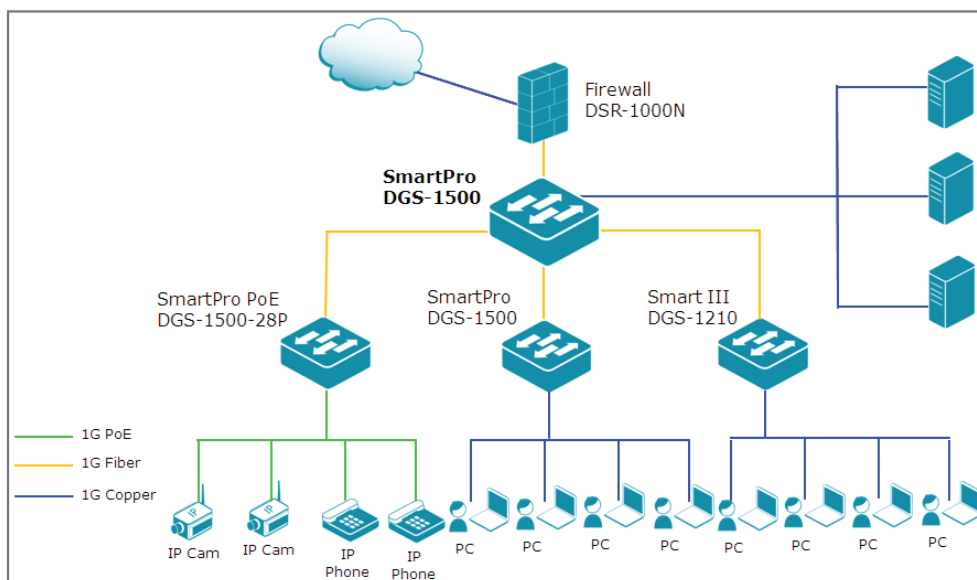 Firewall
DSR-1000N
SmartPro
DGS-1500
SmartPro PoE
DGS-1500-28P
SmartPro
DGS-1500
Smart III
DGS-1210
1G PoE
1G Fiber
1G Copper
IP
IP
IP Cam
IP Cam
IP
Phone
IP
Phone
PC
PC
PC
PC
PC
PC
PC
PC